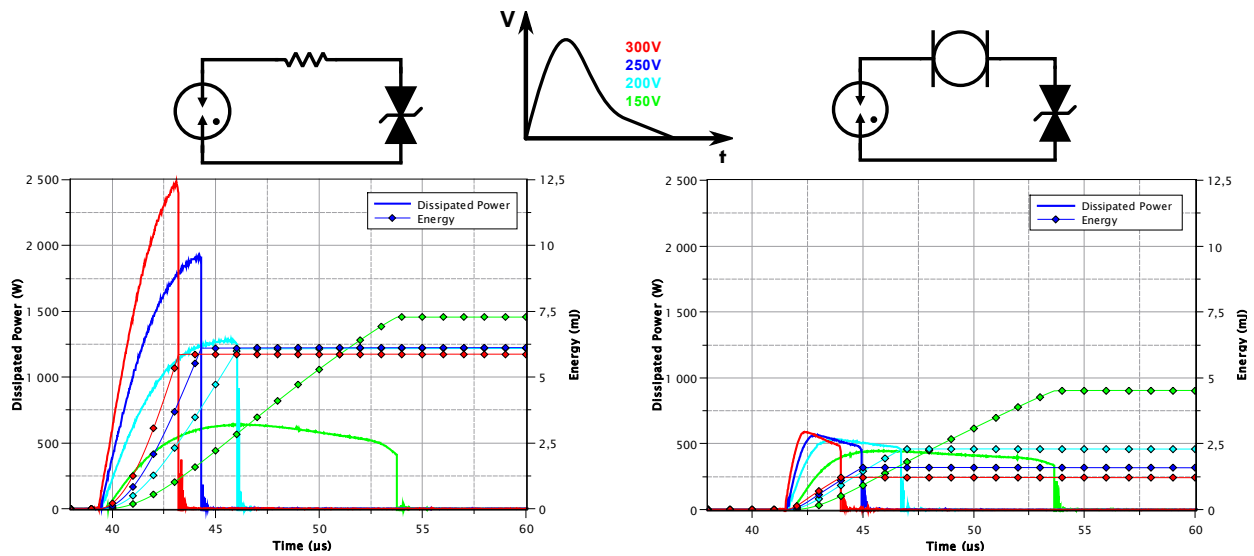 V
300V
250V
200V
150V
t
2 500
2 000
1 500
1 000
500
0
Dissipated Power (W)
12,5
10
7,5
5
2,5
0
Energy (mJ)
Dissipated Power
Energy
40
45
50
55
60
Time (µs)
2 500
2 000
1 500
1 000
500
0
Dissipated Power (W)
12,5
10
7,5
5
2,5
0
Energy (mJ)
Dissipated Power
Energy
40
45
50
55
60
Time (µs)